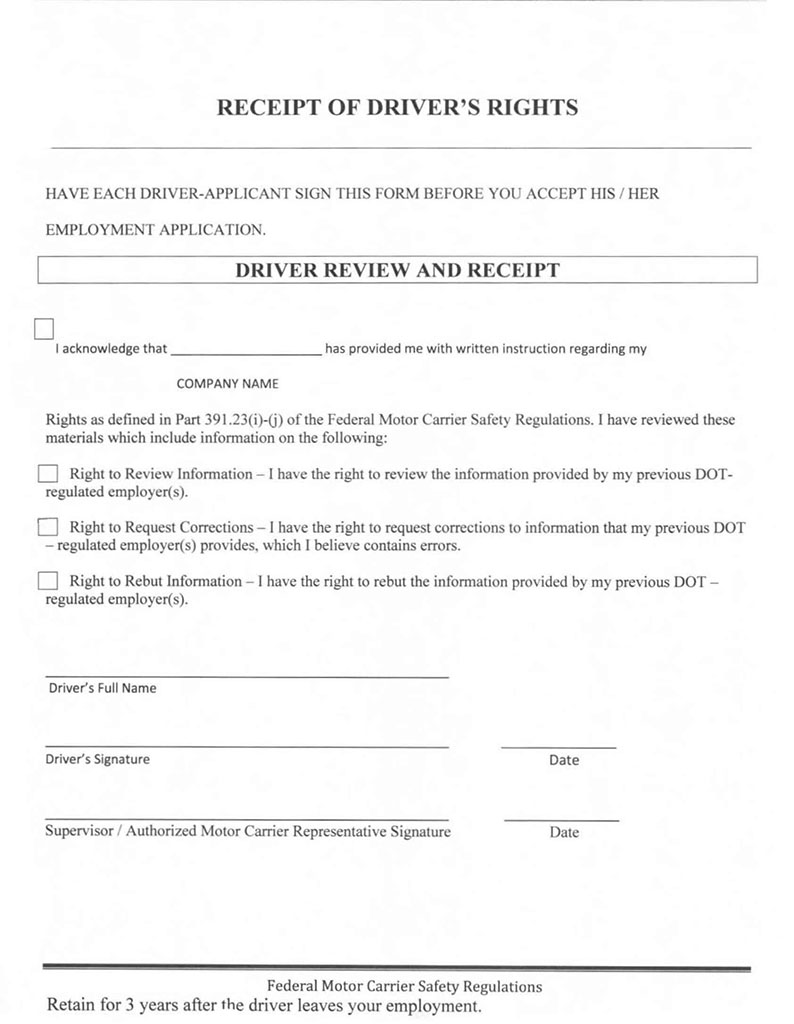 RECEIPT OF DRIVER'S RIGHTS
HAVE EACH DRIVER-APPLICANT SIGN THIS FORM BEFORE YOU ACCEPT HIS / HER
EMPLOYMENT APPLICATION.
DRIVER REVIEW AND RECEIPT
I acknowledge that ____________________ has provided me with written instruction regarding my
COMPANY NAME
Rights as defined in Part 391.23(i)-(j) of the Federal Motor Carrier Safety Regulations. I have reviewed these
materials which include information on the following:
Right to Review Information – I have the right to review the information provided by my previous DOT-
regulated employer(s).
Right to Request Corrections – I have the right to request corrections to information that my previous DOT
– regulated employer(s) provides, which I believe contains errors.
Right to Rebut Information – I have the right to rebut the information provided by my previous DOT –
regulated employer(s).
Driver's Full Name
Driver's Signature Date
Supervisor / Authorized Motor Carrier Representative Signature Date
Federal Motor Carrier Safety Regulations
Retain for 3 years after the driver leaves your employment.